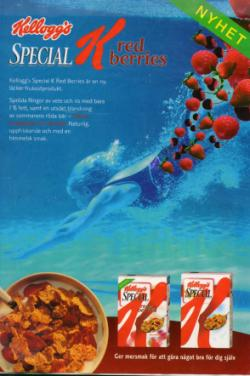 NYHET
Kellogg's
SPECIAL K red
berries
Kellogg's Special K Red Berries är en ny,
läcker frukostprodukt.
Spröda flingor av vete och ris med bara
1 % fett, samt en utsökt blandning
av sommarens röda bär –
Naturlig,
uppfriskande och med en
himmelsk smak.
Kellogg's
SPECIAL
Kellogg's
SPECIAL
Ger mersmak för att göra något bra för dig själv